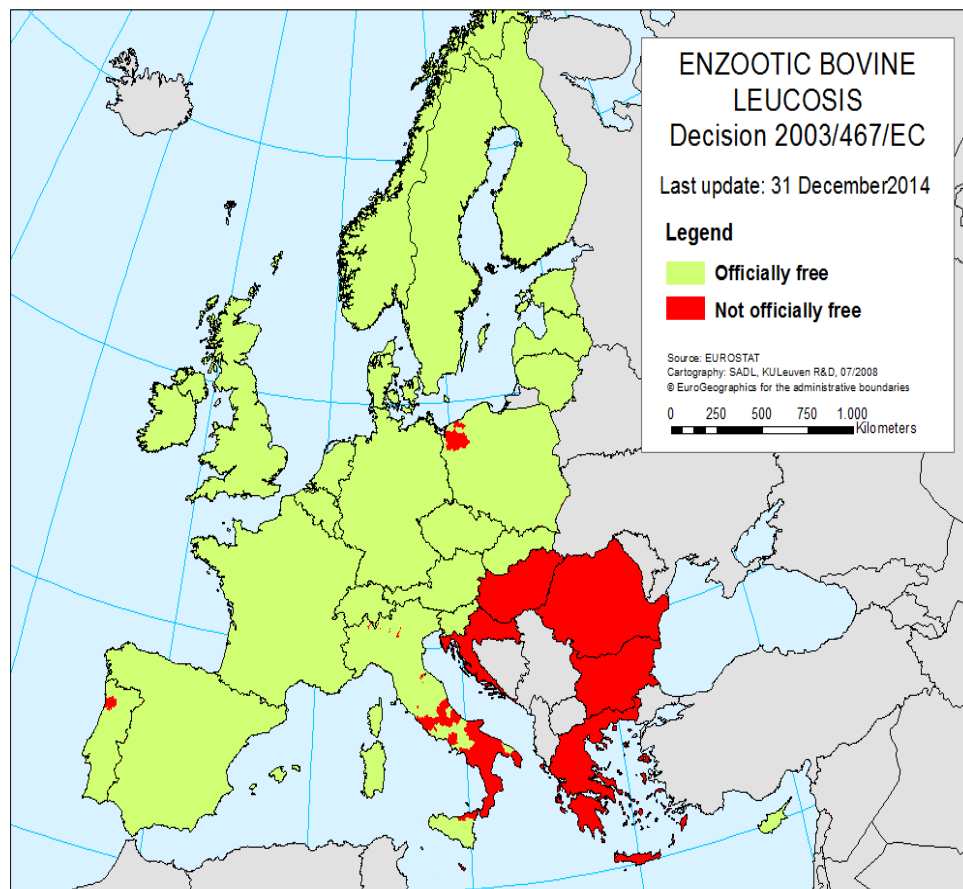 ENZOOTIC BOVINE
LEUCOSIS
Decision 2003/467/EC
Last update: 31 December2014
Legend
Officially free
Not officially free
Source: EUROSTAT
Cartography: SADL, KULeuven R&D, 07/2008
© EuroGeographics for the administrative boundaries
0 250 500 750 1.000
Kilometers